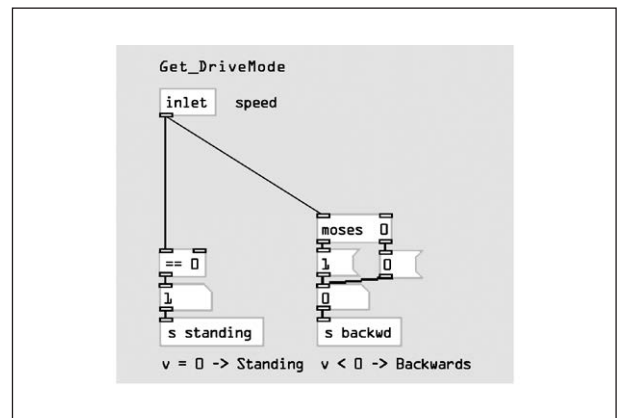 Get_DriveMode
inlet speed
moses 0
== 0 1 0
1 0
s standing s backwd
v = 0 -> Standing v < 0 -> Backwards